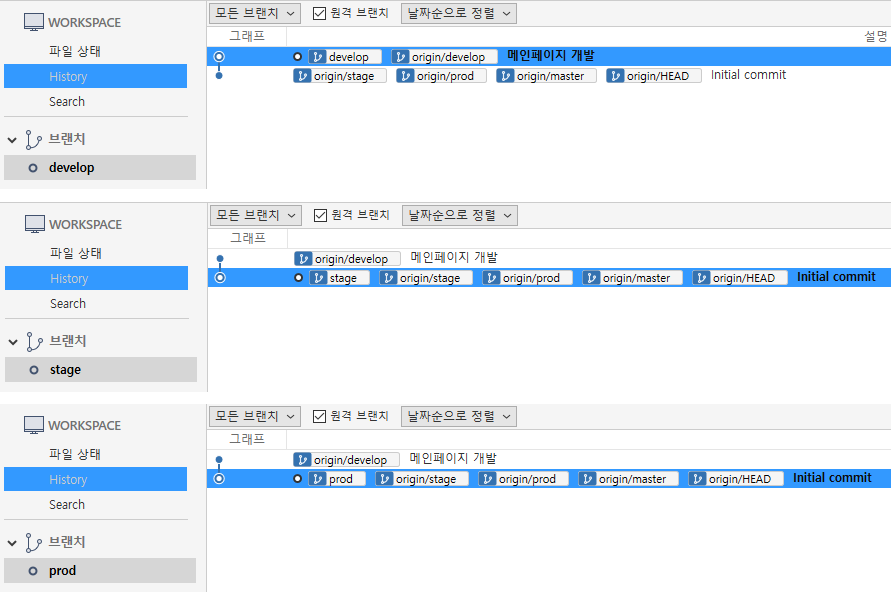 WORKSPACE
파일 상태
History
Search
브랜치
develop
모든 브랜치 원격 브랜치 날짜순으로 정렬
그래프 설명
develop origin/develop 메인페이지 개발
origin/stage origin/prod origin/master origin/HEAD Initial commit
WORKSPACE
파일 상태
History
Search
브랜치
stage
모든 브랜치 원격 브랜치 날짜순으로 정렬
그래프
origin/develop 메인페이지 개발
stage origin/stage origin/prod origin/master origin/HEAD Initial commit
WORKSPACE
파일 상태
History
Search
브랜치
prod
모든 브랜치 원격 브랜치 날짜순으로 정렬
그래프
origin/develop 메인페이지 개발
prod origin/stage origin/prod origin/master origin/HEAD Initial commit